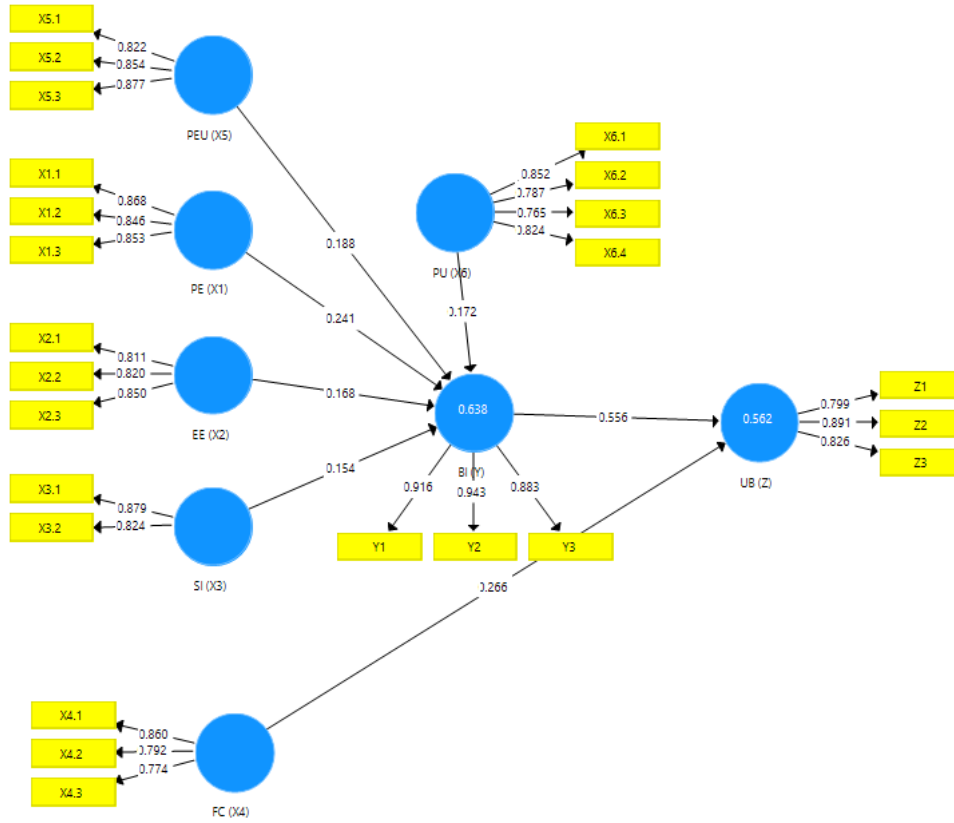 X5.1
0.822
X5.2
0.854
X5.3
0.877
PEU (X5)
X1.1
0.868
X1.2
0.846
X1.3
0.853
PE (X1)
X6.1
0.852
X6.2
0.787
X6.3
0.765
X6.4
0.824
PU (X6)
0.188
0.241
0.172
X2.1
0.811
X2.2
0.820
X2.3
0.850
EE (X2)
0.168
0.154
0.638
BI (Y)
0.556
0.562
UB (Z)
0.799
Z1
0.891
Z2
0.826
Z3
X3.1
0.879
X3.2
0.824
SI (X3)
0.916
0.943
0.883
Y1
Y2
Y3
0.266
X4.1
0.860
X4.2
0.792
X4.3
0.774
FC (X4)